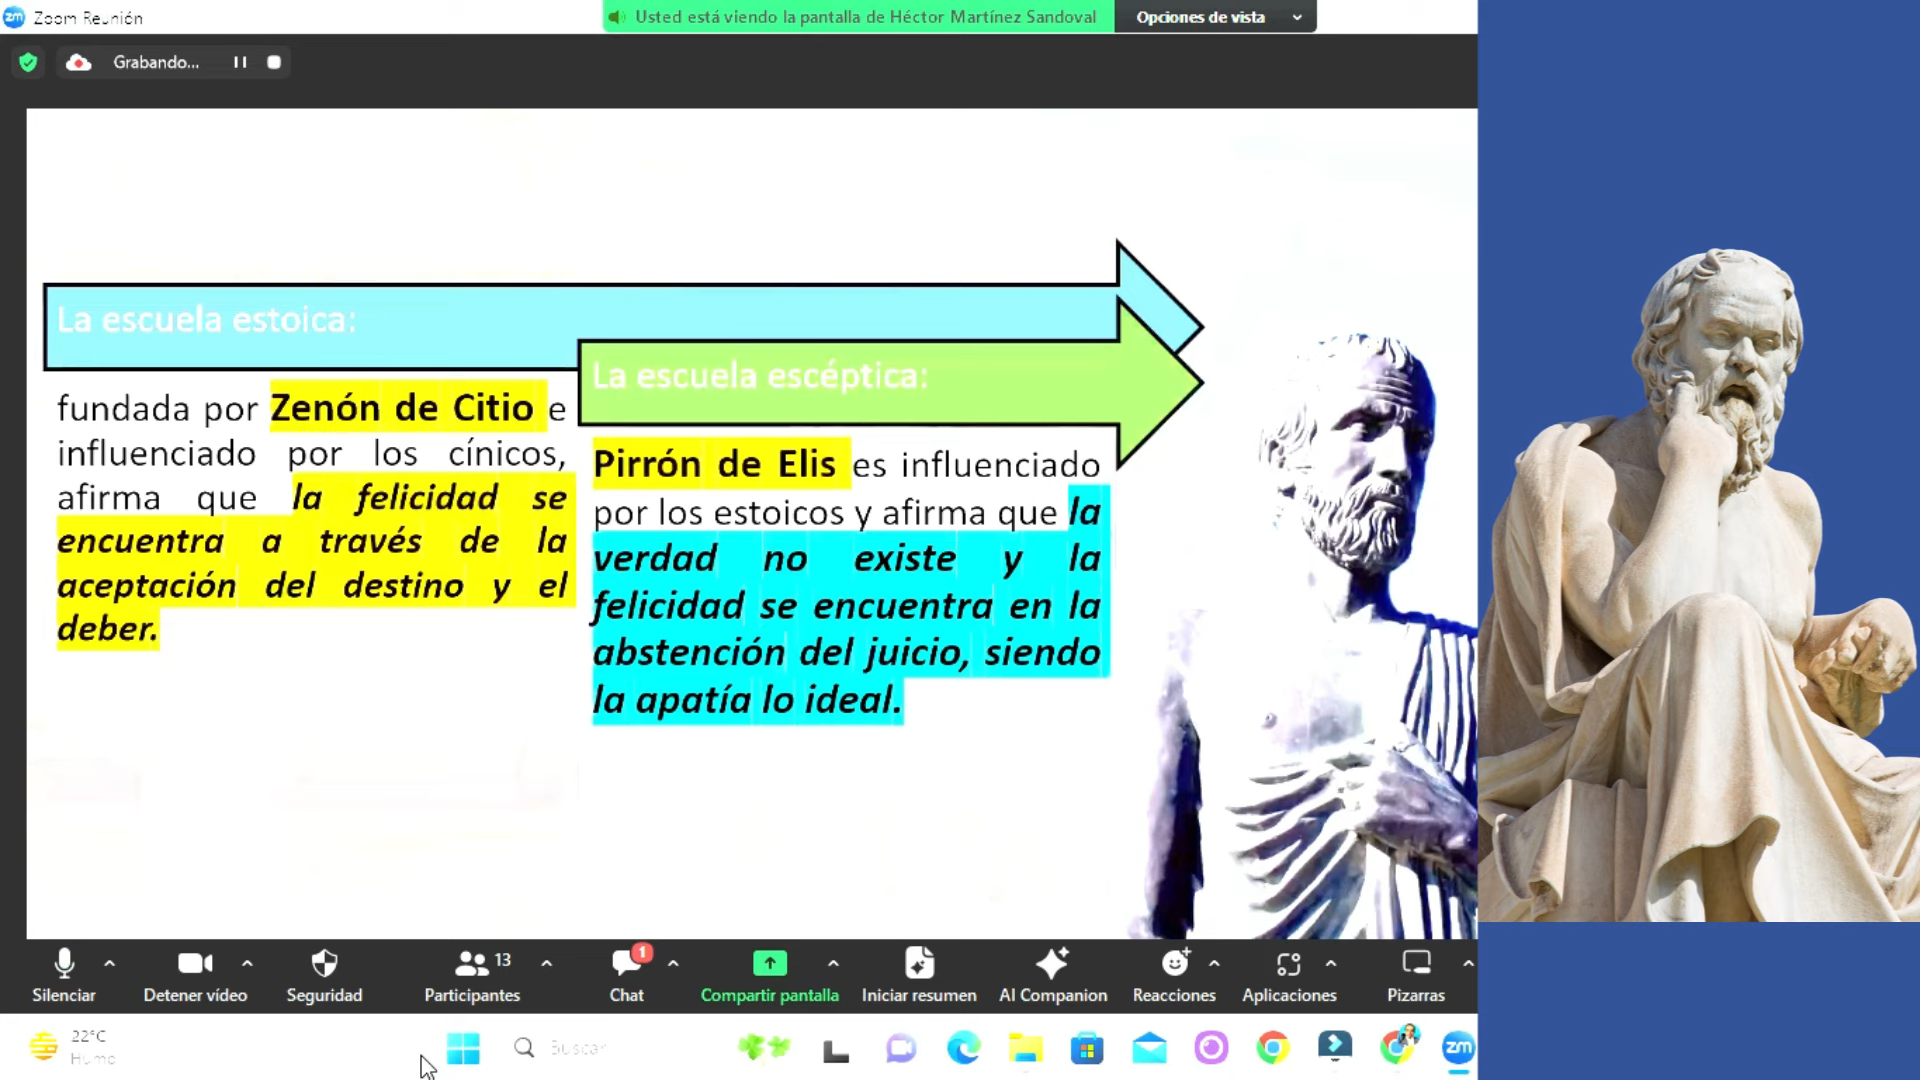 Zoom Reunión
Usted está viendo la pantalla de Héctor Martínez Sandoval
Opciones de vista
Grabando...
La escuela estoica:
fundada por Zenón de Citio e
influenciado por los cínicos,
afirma que la felicidad se
encuentra a través de la
aceptación del destino y el
deber.
La escuela escéptica:
Pirrón de Elis es influenciado
por los estoicos y afirma que la
verdad no existe y la
felicidad se encuentra en la
abstención del juicio, siendo
la apatía lo ideal.
Silenciar
Detener vídeo
Seguridad
13
Participantes
1
Chat
Compartir pantalla
Iniciar resumen
AI Companion
Reacciones
Aplicaciones
Pizarras
22°C
Humo
Buscar
zm